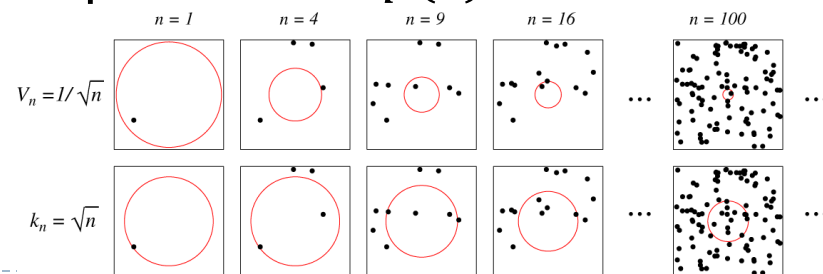 n = 1 n = 4 n = 9 n = 16 n = 100
V_n = 1/√n ... ..
k_n = √n ... ..